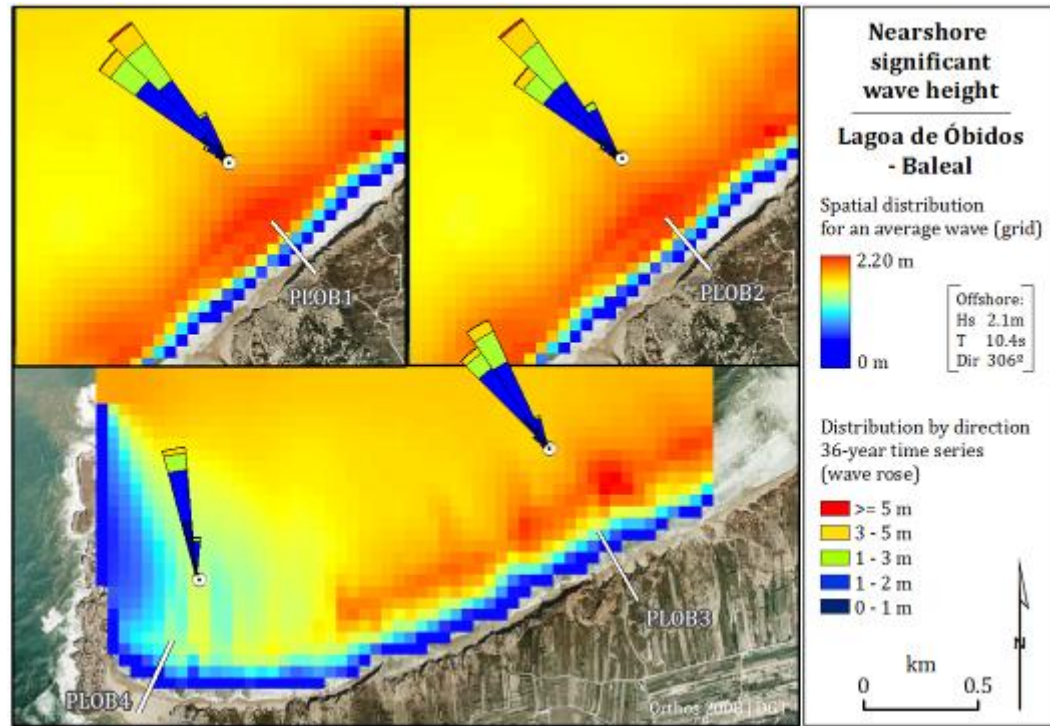 PLOB1
PLOB2
PLOB3
PLOB4
Orthos 2008 | DGT
Nearshore
significant
wave height
Lagoa de Óbidos
- Baleal
Spatial distribution
for an average wave (grid)
2.20 m
0 m
Offshore:
Hs 2.1m
T 10.4s
Dir 306º
Distribution by direction
36-year time series
(wave rose)
>= 5 m
3 - 5 m
1 - 3 m
1 - 2 m
0 - 1 m
N
km
0 0.5